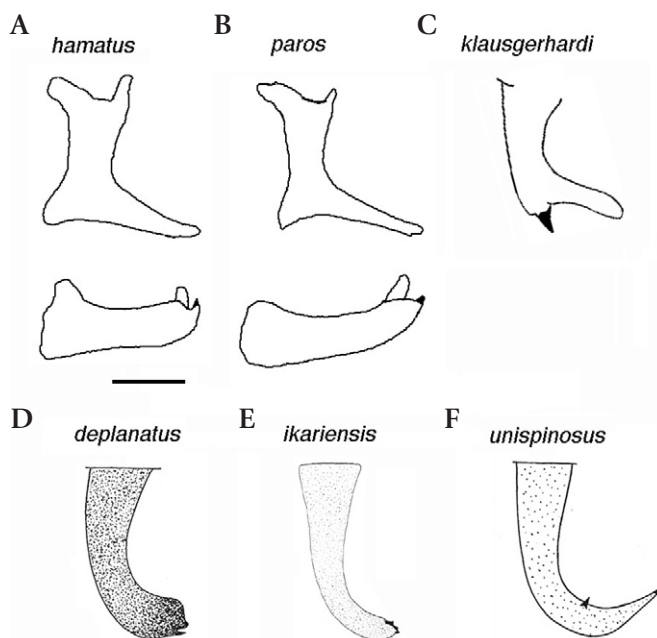 A B C
hamatus paros klausgerhardi
D E F
deplanatus ikariensis unispinosus